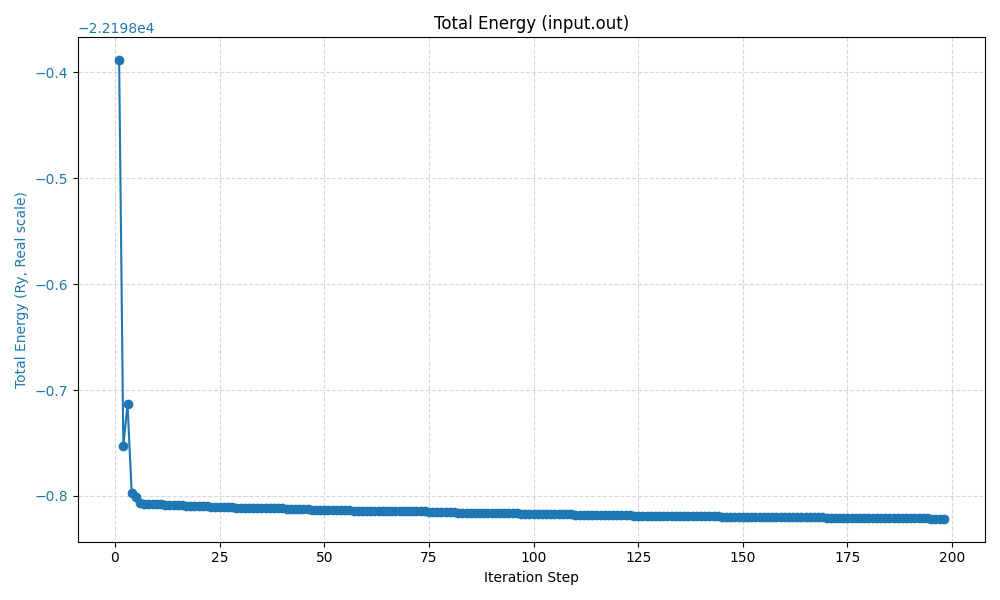 Total Energy (input.out)
−2.2198e4
−0.4
−0.5
−0.6
−0.7
−0.8
Total Energy (Ry, Real scale)
0 25 50 75 100 125 150 175 200
Iteration Step